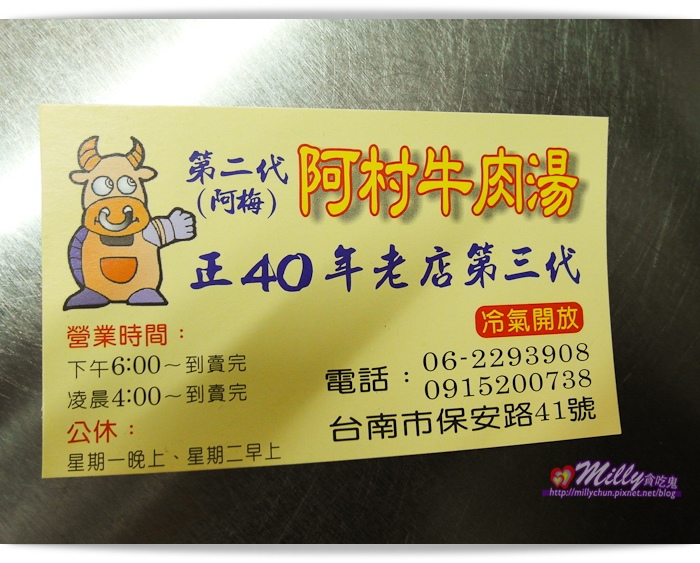 第二代
(阿梅)
阿村牛肉湯
正40年老店第三代
冷氣開放
營業時間：
下午6:00～到賣完
凌晨4:00～到賣完
公休：
星期一晚上、星期二早上
電話：06-2293908
0915200738
台南市保安路41號
Milly貪吃鬼
http://millychun.pixnet.net/blog